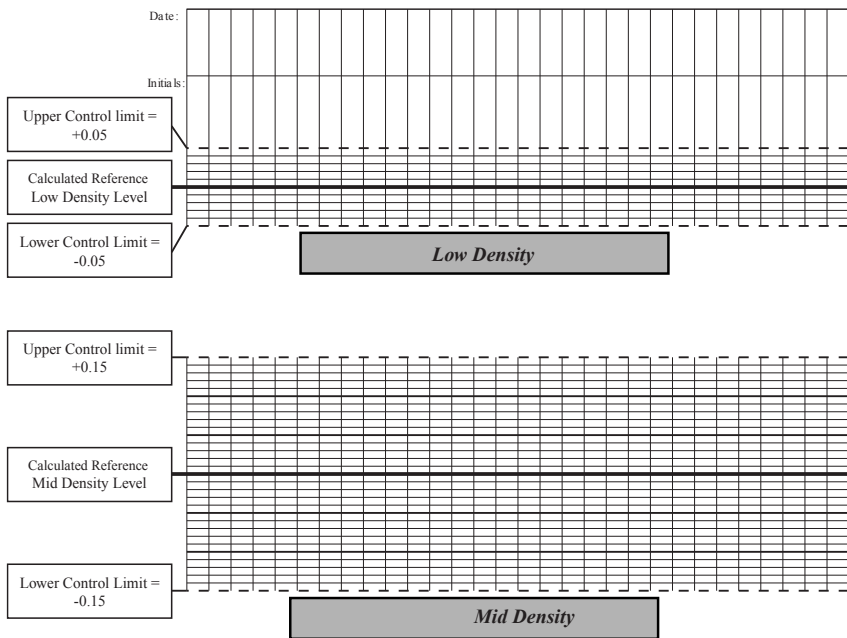 Date:
Initials:
Upper Control limit =
+0.05
Calculated Reference
Low Density Level
Lower Control Limit =
-0.05
Low Density
Upper Control limit =
+0.15
Calculated Reference
Mid Density Level
Lower Control Limit =
-0.15
Mid Density